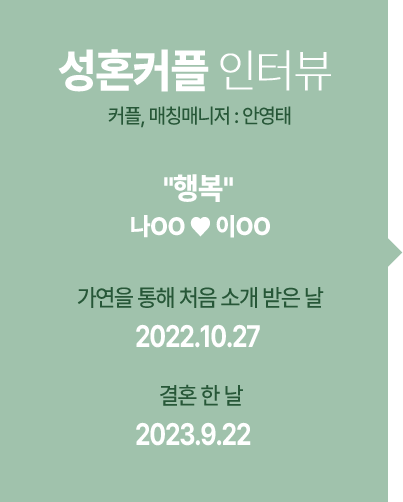 성혼커플 인터뷰
커플, 매칭매니저 : 안영태
"행복"
나OO ♥ 이OO
가연을 통해 처음 소개 받은 날
2022.10.27
결혼 한 날
2023.9.22